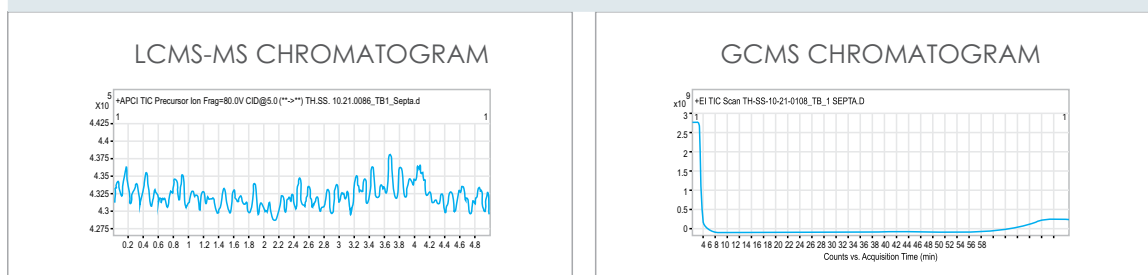 LCMS-MS CHROMATOGRAM
5
X10
+APCI TIC Precursor Ion Frag=80.0V CID@5.0 (**->**) TH.SS. 10.21.0086_TB1_Septa.d
1 1
4.425
4.4
4.375
4.35
4.325
4.3
4.275
0.2 0.4 0.6 0.8 1 1.2 1.4 1.6 1.8 2 2.2 2.4 2.6 2.8 3 3.2 3.4 3.6 3.8 4 4.2 4.4 4.6 4.8
GCMS CHROMATOGRAM
9
x10
+EI TIC Scan TH-SS-10-21-0108_TB_1 SEPTA.D
1 1
3
2.5
2
1.5
1
0.5
0
4 6 8 10 12 14 16 18 20 22 24 26 28 30 32 34 36 38 40 42 44 46 48 50 52 54 56 58
Counts vs. Acquisition Time (min)